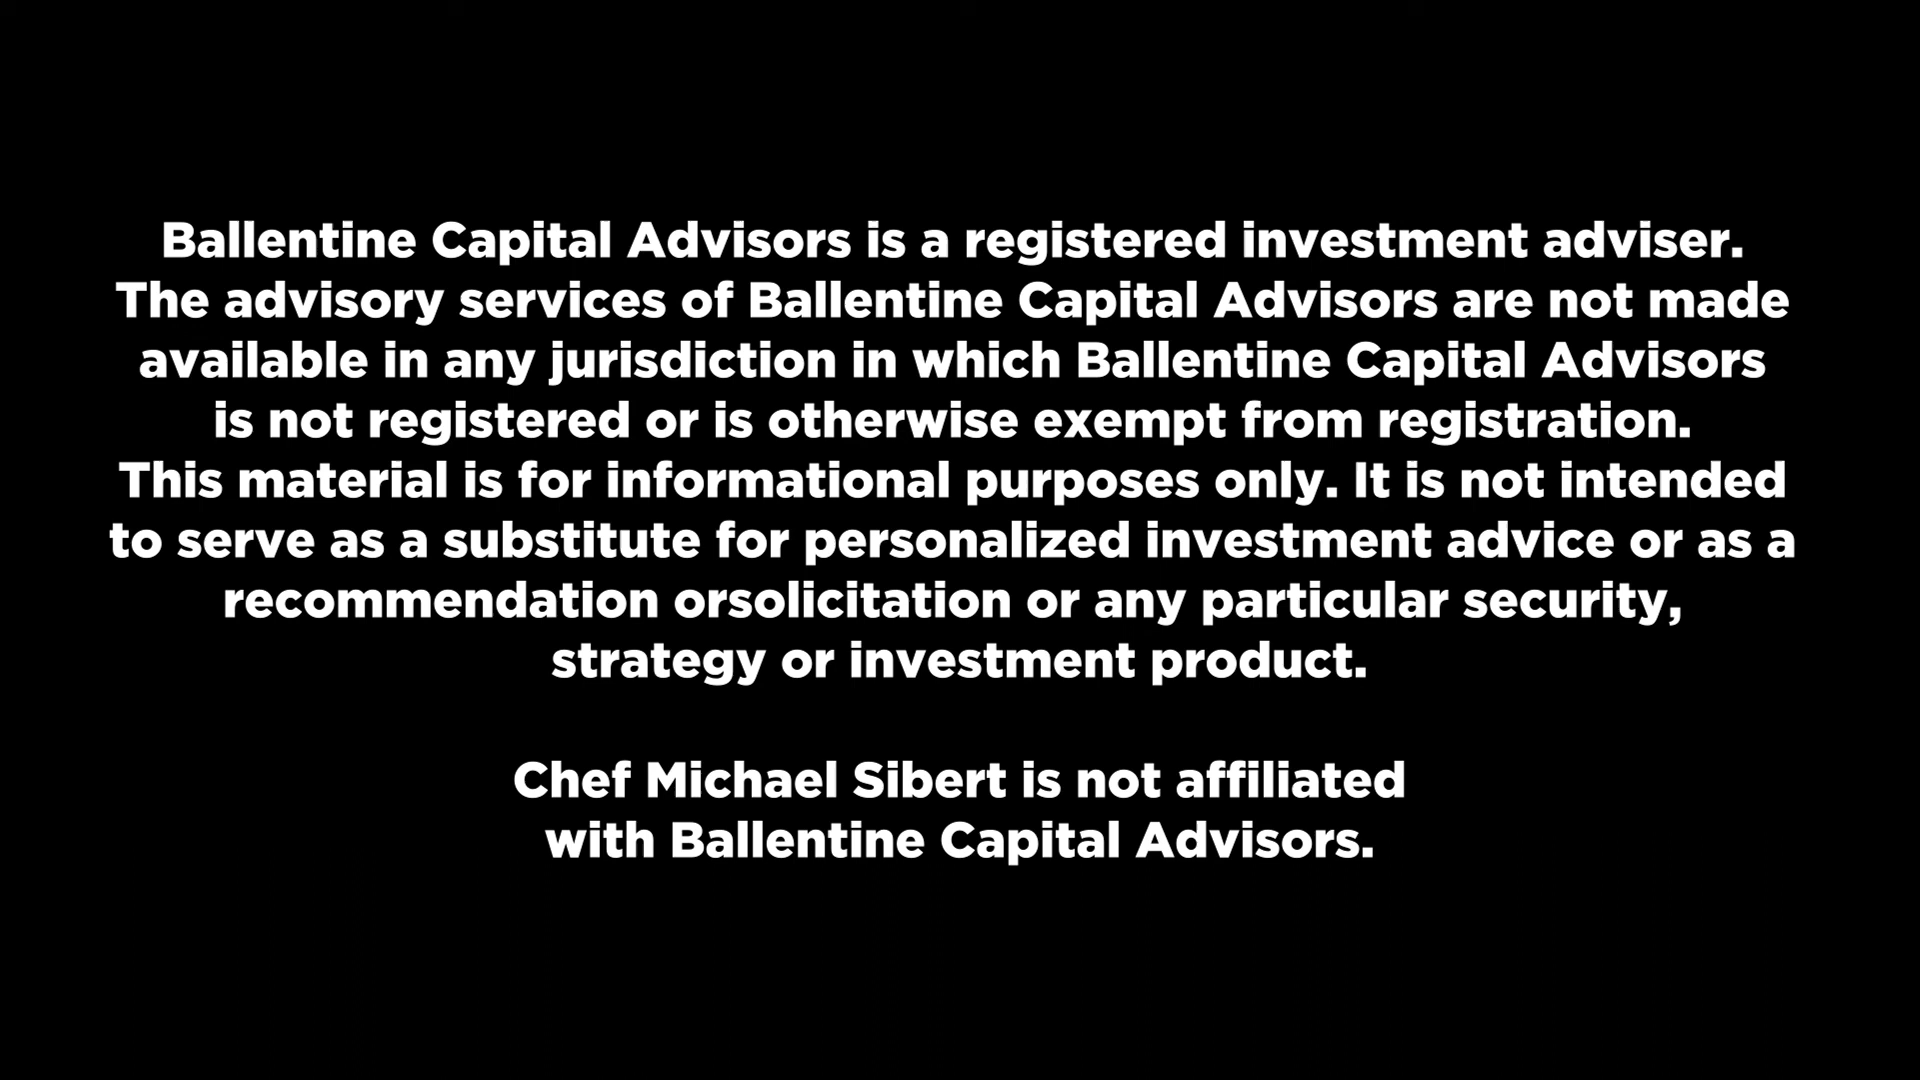 Ballentine Capital Advisors is a registered investment adviser.
The advisory services of Ballentine Capital Advisors are not made
available in any jurisdiction in which Ballentine Capital Advisors
is not registered or is otherwise exempt from registration.
This material is for informational purposes only. It is not intended
to serve as a substitute for personalized investment advice or as a
recommendation orsolicitation or any particular security,
strategy or investment product.
Chef Michael Sibert is not affiliated
with Ballentine Capital Advisors.